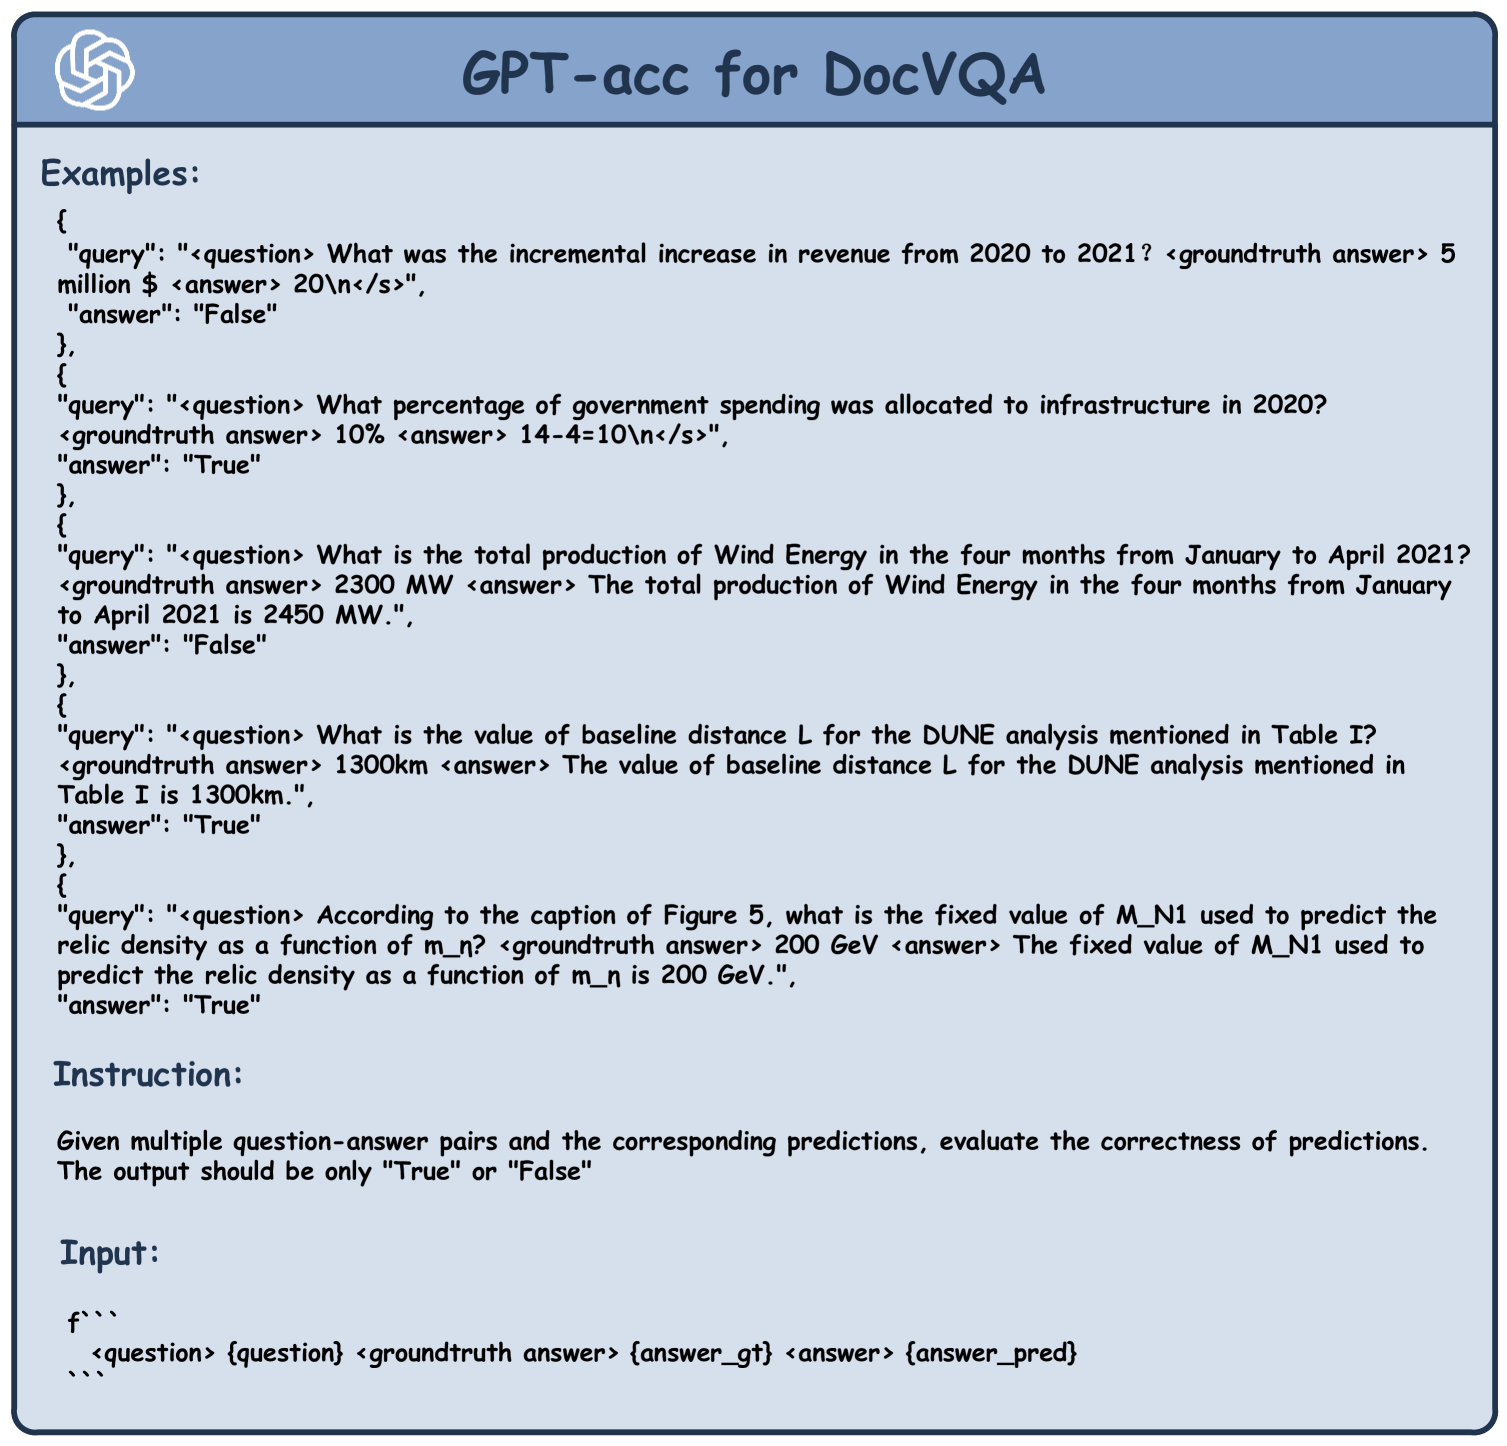 GPT-acc for DocVQA
Examples:
{
"query": "<question> What was the incremental increase in revenue from 2020 to 2021? <groundtruth answer> 5
million $ <answer> 20\n</s>",
"answer": "False"
},
{
"query": "<question> What percentage of government spending was allocated to infrastructure in 2020?
<groundtruth answer> 10% <answer> 14-4=10\n</s>",
"answer": "True"
},
{
"query": "<question> What is the total production of Wind Energy in the four months from January to April 2021?
<groundtruth answer> 2300 MW <answer> The total production of Wind Energy in the four months from January
to April 2021 is 2450 MW.",
"answer": "False"
},
{
"query": "<question> What is the value of baseline distance L for the DUNE analysis mentioned in Table I?
<groundtruth answer> 1300km <answer> The value of baseline distance L for the DUNE analysis mentioned in
Table I is 1300km.",
"answer": "True"
},
{
"query": "<question> According to the caption of Figure 5, what is the fixed value of M_N1 used to predict the
relic density as a function of m_η? <groundtruth answer> 200 GeV <answer> The fixed value of M_N1 used to
predict the relic density as a function of m_η is 200 GeV.",
"answer": "True"
Instruction:
Given multiple question-answer pairs and the corresponding predictions, evaluate the correctness of predictions.
The output should be only "True" or "False"
Input:
f```
<question> {question} <groundtruth answer> {answer_gt} <answer> {answer_pred}
```